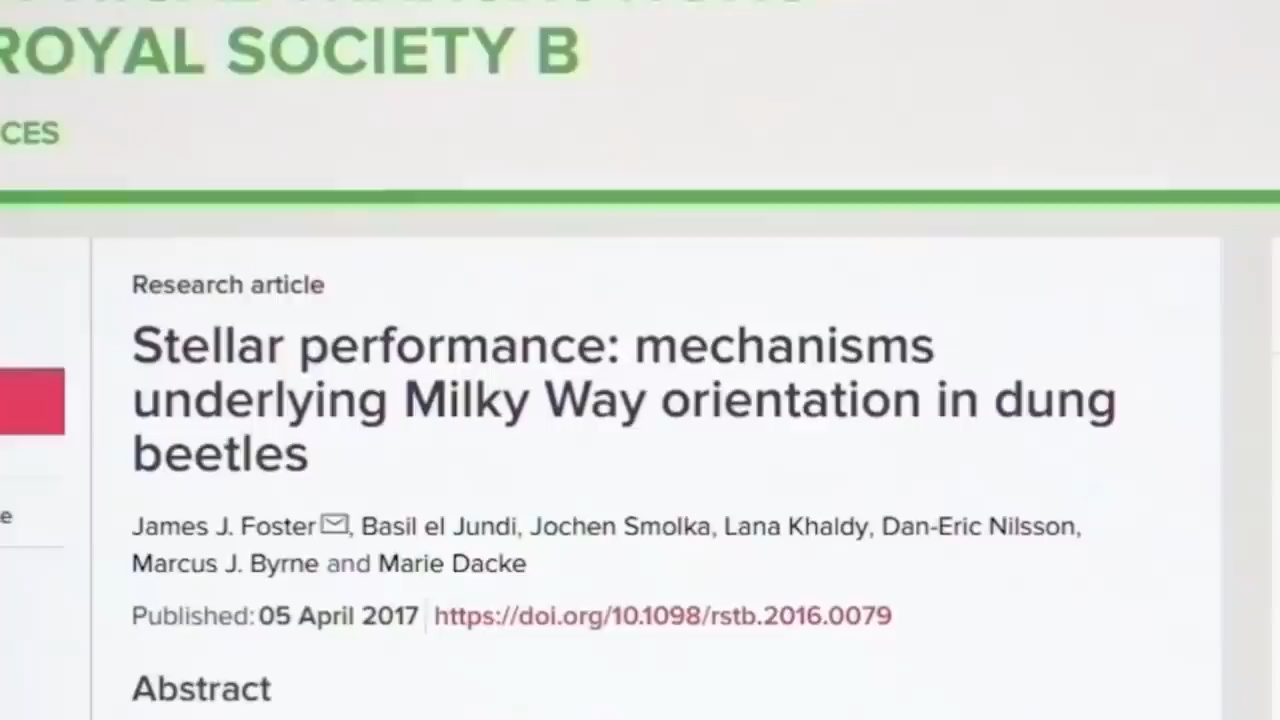 ROYAL SOCIETY B
CES
Research article
Stellar performance: mechanisms
underlying Milky Way orientation in dung
beetles
e
James J. Foster, Basil el Jundi, Jochen Smolka, Lana Khaldy, Dan-Eric Nilsson,
Marcus J. Byrne and Marie Dacke
Published: 05 April 2017 https://doi.org/10.1098/rstb.2016.0079
Abstract